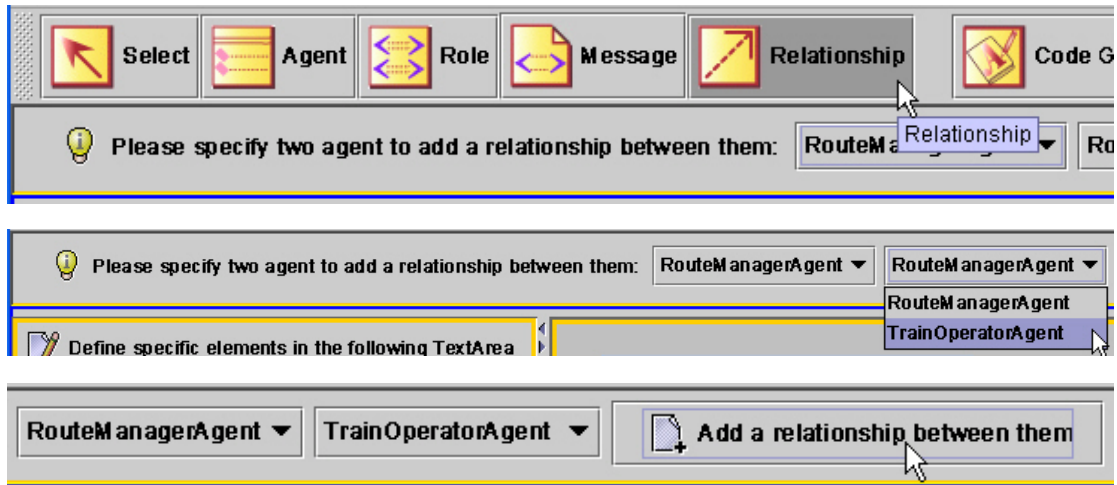 Select Agent Role Message Relationship Code G
Please specify two agent to add a relationship between them: RouteMa Ro
Relationship
Please specify two agent to add a relationship between them: RouteManagerAgent RouteManagerAgent
RouteManagerAgent
Define specific elements in the following TextArea TrainOperatorAgent
RouteManagerAgent TrainOperatorAgent Add a relationship between them